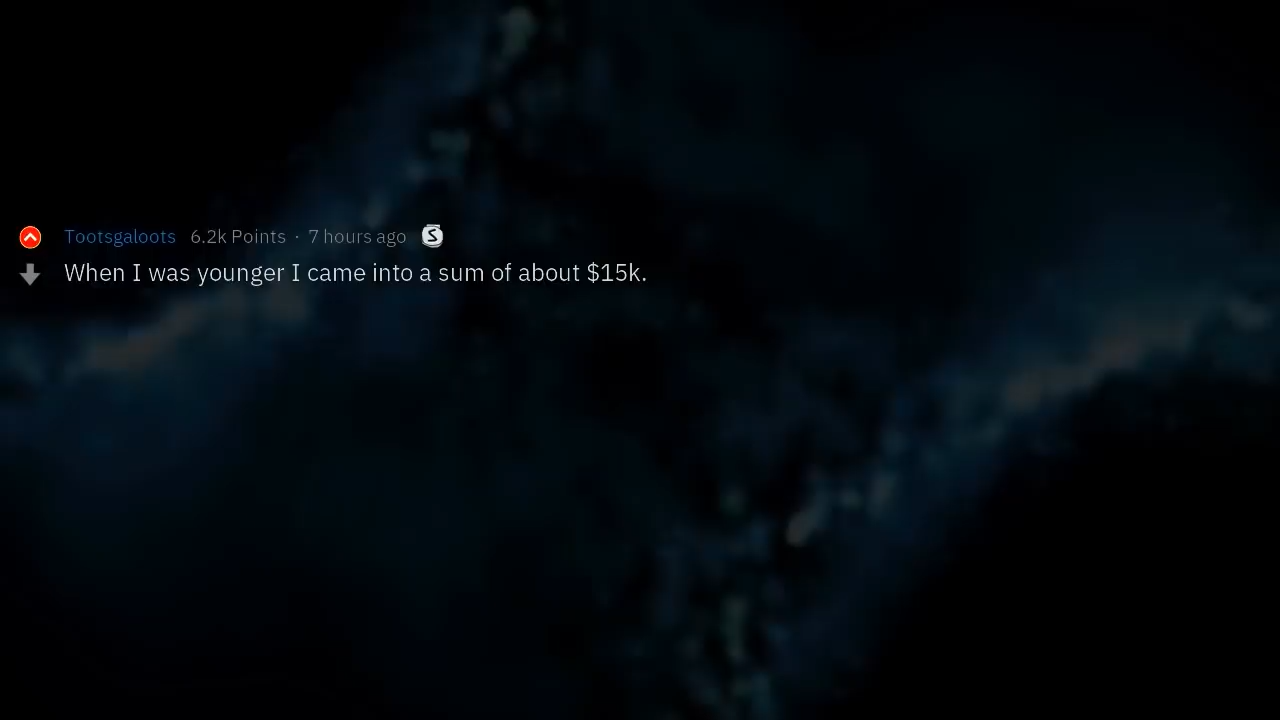 Tootsgaloots 6.2k Points · 7 hours ago S
When I was younger I came into a sum of about $15k.